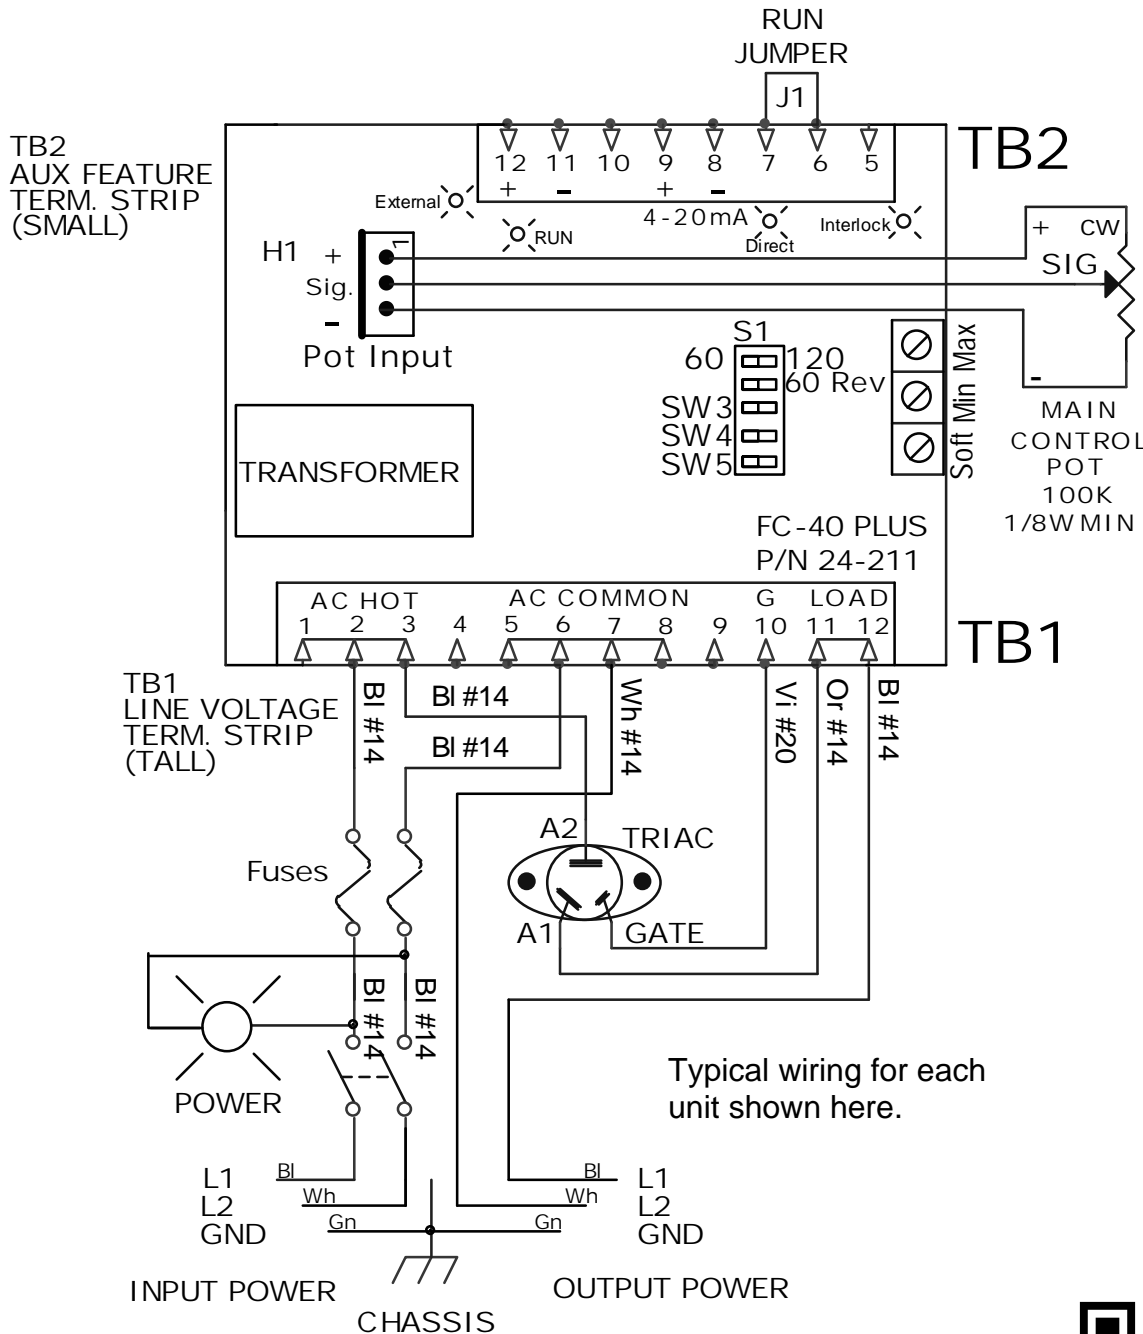 RUN
JUMPER
J1
TB2
AUX FEATURE
TERM. STRIP
(SMALL)
12 11 10 9 8 7 6 5
+ - + -
TB2
External
RUN
4-20mA
Direct
Interlock
H1
+
Sig.
-
1
Pot Input
+ CW
SIG
-
MAIN
CONTROL
POT
100K
1/8W MIN
S1
60 120
60 Rev
SW3
SW4
SW5
Soft Min Max
TRANSFORMER
FC-40 PLUS
P/N 24-211
AC HOT AC COMMON G LOAD
1 2 3 4 5 6 7 8 9 10 11 12
TB1
TB1
LINE VOLTAGE
TERM. STRIP
(TALL)
Bl #14
Bl #14
Bl #14
Wh #14
Vi #20
Or #14
Bl #14
A2
TRIAC
A1
GATE
Fuses
Bl #14
Bl #14
POWER
Typical wiring for each
unit shown here.
L1 Bl
L2 Wh
GND Gn
Bl L1
Wh L2
Gn GND
INPUT POWER
OUTPUT POWER
CHASSIS